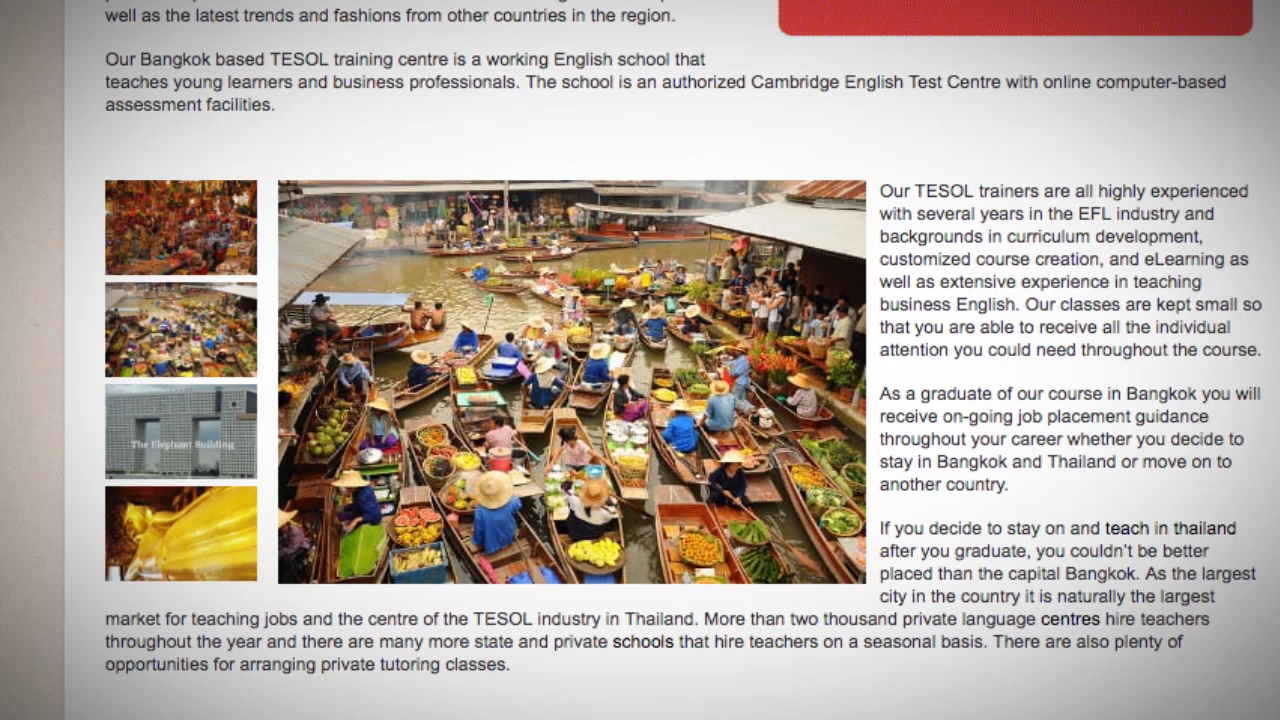 well as the latest trends and fashions from other countries in the region.
Our Bangkok based TESOL training centre is a working English school that
teaches young learners and business professionals. The school is an authorized Cambridge English Test Centre with online computer-based
assessment facilities.
The Elephant Building
Our TESOL trainers are all highly experienced
with several years in the EFL industry and
backgrounds in curriculum development,
customized course creation, and eLearning as
well as extensive experience in teaching
business English. Our classes are kept small so
that you are able to receive all the individual
attention you could need throughout the course.
As a graduate of our course in Bangkok you will
receive on-going job placement guidance
throughout your career whether you decide to
stay in Bangkok and Thailand or move on to
another country.
If you decide to stay on and teach in thailand
after you graduate, you couldn't be better
placed than the capital Bangkok. As the largest
city in the country it is naturally the largest
market for teaching jobs and the centre of the TESOL industry in Thailand. More than two thousand private language centres hire teachers
throughout the year and there are many more state and private schools that hire teachers on a seasonal basis. There are also plenty of
opportunities for arranging private tutoring classes.